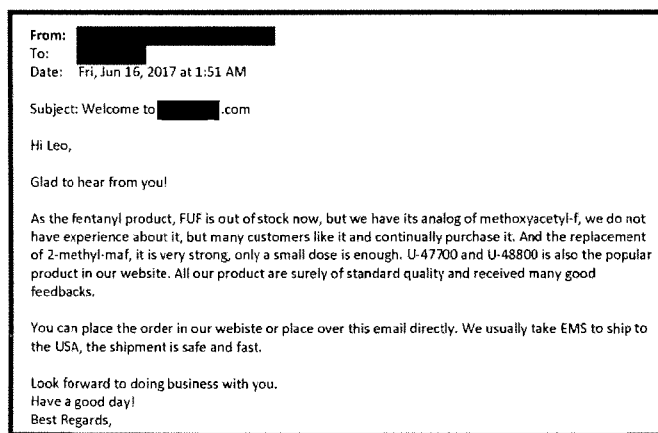 From:
To:
Date: Fri, Jun 16, 2017 at 1:51 AM
Subject: Welcome to .com
Hi Leo,
Glad to hear from you!
As the fentanyl product, FUF is out of stock now, but we have its analog of methoxyacetyl-f, we do not
have experience about it, but many customers like it and continually purchase it. And the replacement
of 2-methyl-maf, it is very strong, only a small dose is enough. U-47700 and U-48800 is also the popular
product in our website. All our product are surely of standard quality and received many good
feedbacks.
You can place the order in our webiste or place over this email directly. We usually take EMS to ship to
the USA, the shipment is safe and fast.
Look forward to doing business with you.
Have a good day!
Best Regards,